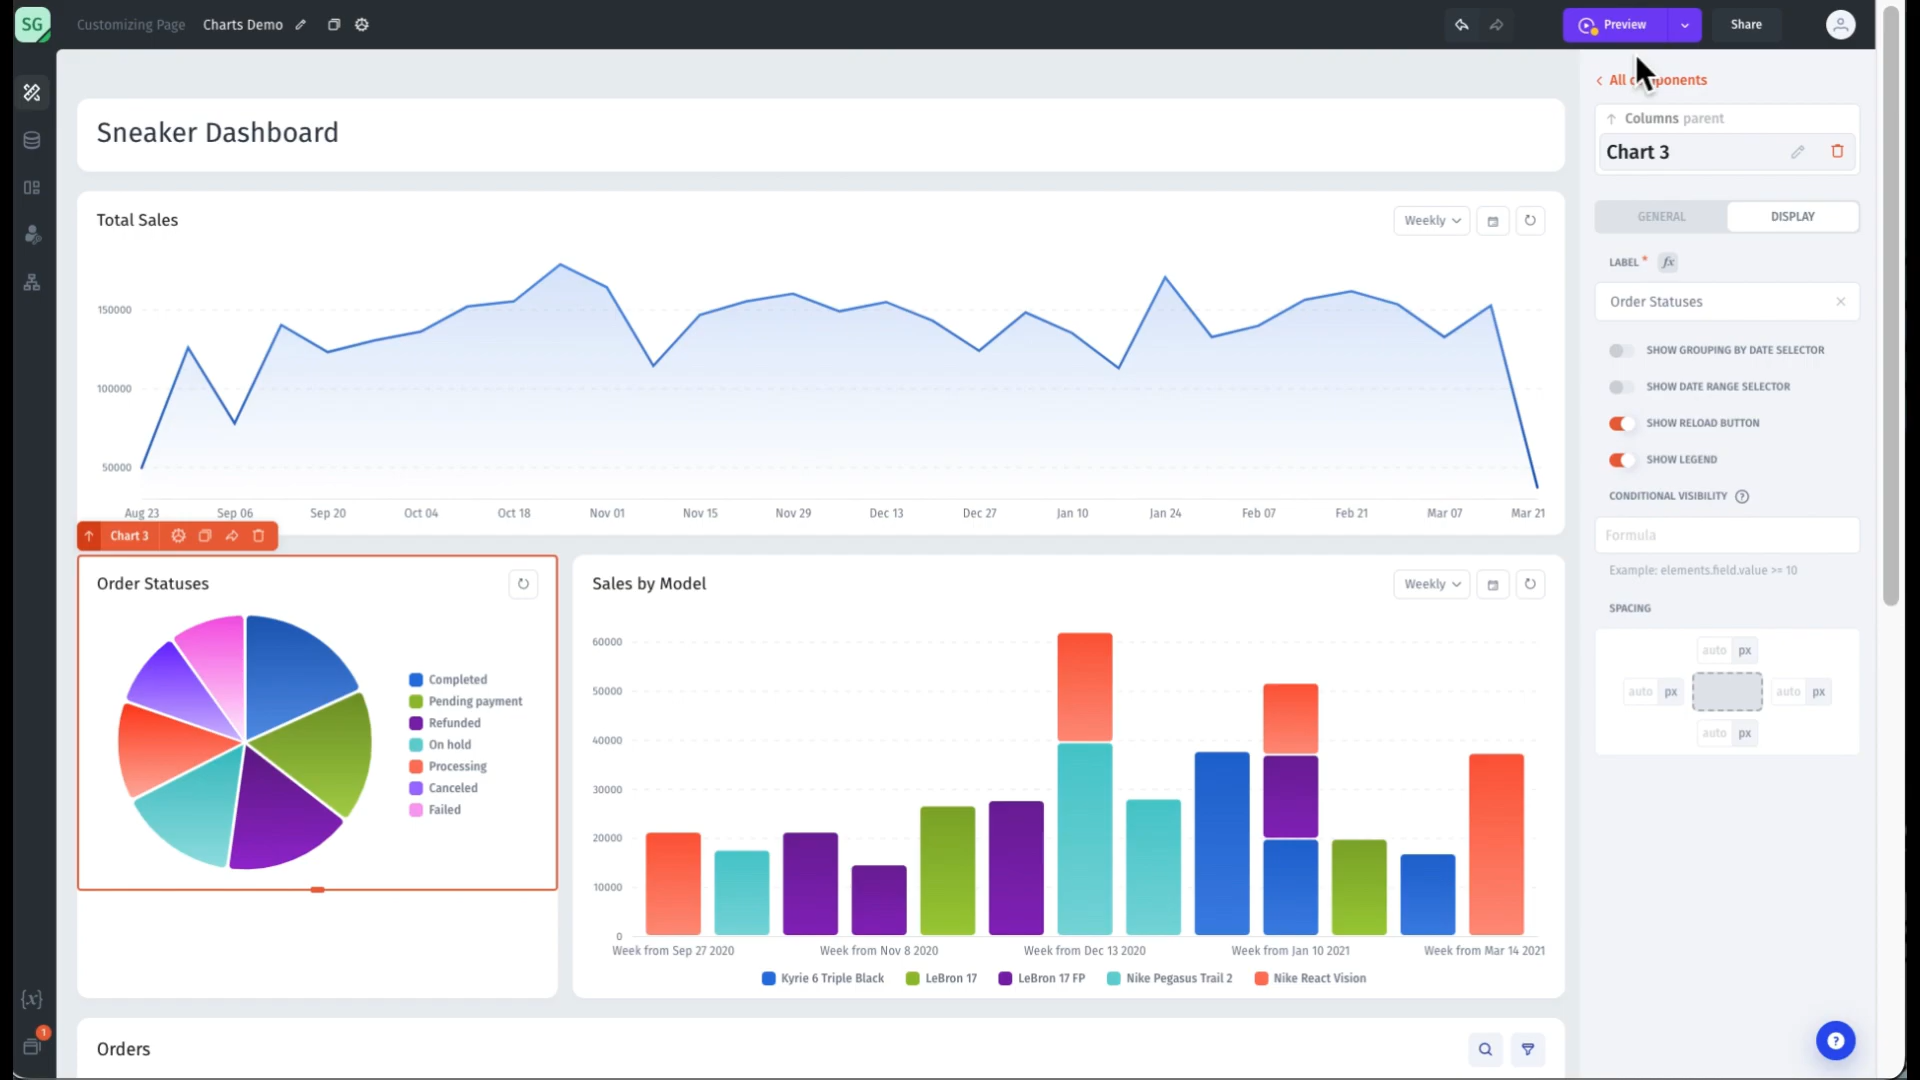 SG
Customizing Page
Charts Demo
Preview
Share
All components
Columns parent
Chart 3
GENERAL
DISPLAY
LABEL *
fx
Order Statuses
SHOW GROUPING BY DATE SELECTOR
SHOW DATE RANGE SELECTOR
SHOW RELOAD BUTTON
SHOW LEGEND
CONDITIONAL VISIBILITY ?
Formula
Example: elements.field.value >= 10
SPACING
auto px
auto px
auto px
auto px
Sneaker Dashboard
Total Sales
Weekly
150000
100000
50000
Aug 23
Sep 06
Sep 20
Oct 04
Oct 18
Nov 01
Nov 15
Nov 29
Dec 13
Dec 27
Jan 10
Jan 24
Feb 07
Feb 21
Mar 07
Mar 21
Chart 3
Order Statuses
Completed
Pending payment
Refunded
On hold
Processing
Canceled
Failed
Sales by Model
Weekly
60000
50000
40000
30000
20000
10000
0
Week from Sep 27 2020
Week from Nov 8 2020
Week from Dec 13 2020
Week from Jan 10 2021
Week from Mar 14 2021
Kyrie 6 Triple Black
LeBron 17
LeBron 17 FP
Nike Pegasus Trail 2
Nike React Vision
Orders
{x}
1
?